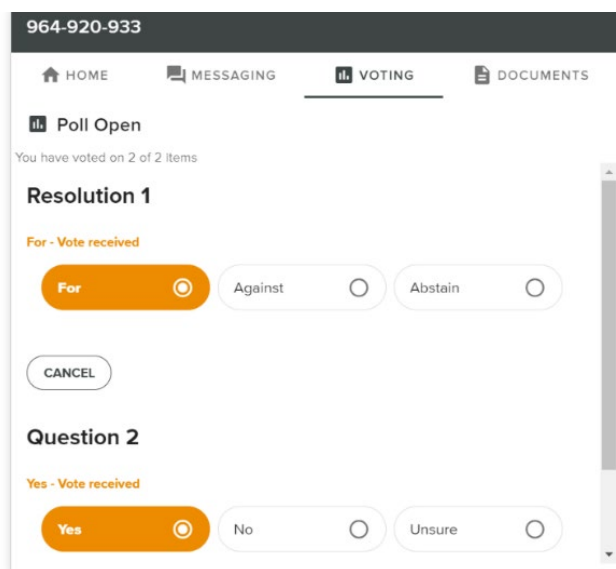 964-920-933
HOME MESSAGING VOTING DOCUMENTS
Poll Open
You have voted on 2 of 2 items
Resolution 1
For - Vote received
For Against Abstain
CANCEL
Question 2
Yes - Vote received
Yes No Unsure